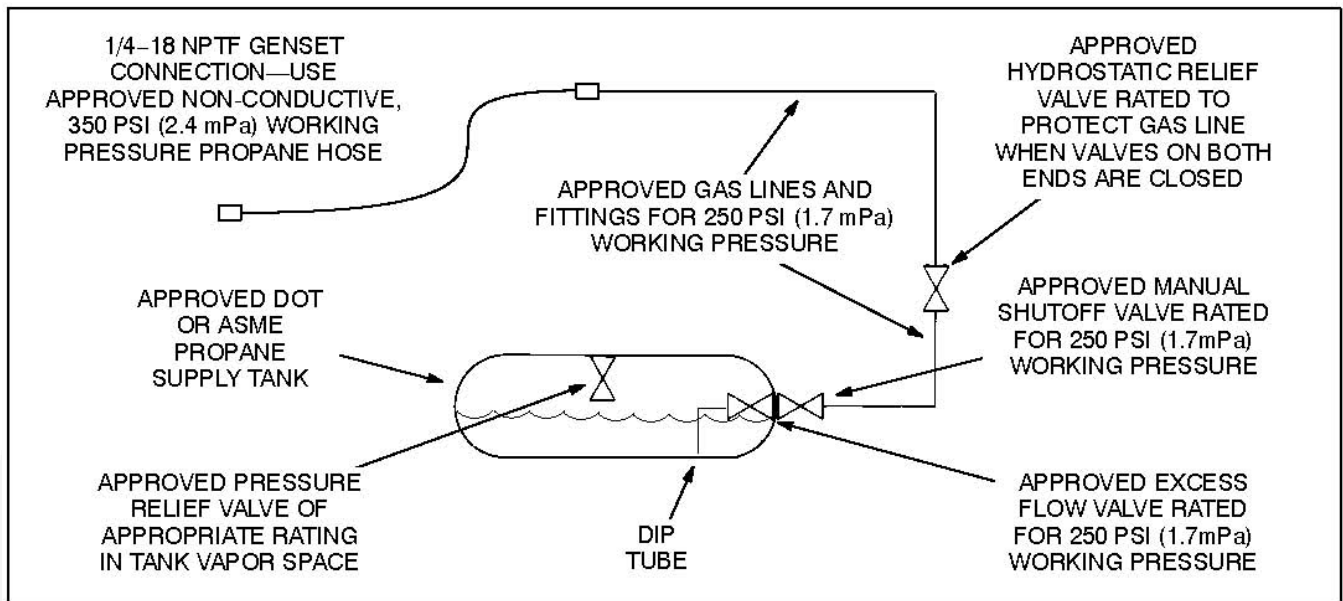 1/4–18 NPTF GENSET
CONNECTION—USE
APPROVED NON-CONDUCTIVE,
350 PSI (2.4 mPa) WORKING
PRESSURE PROPANE HOSE
APPROVED
HYDROSTATIC RELIEF
VALVE RATED TO
PROTECT GAS LINE
WHEN VALVES ON BOTH
ENDS ARE CLOSED
APPROVED GAS LINES AND
FITTINGS FOR 250 PSI (1.7 mPa)
WORKING PRESSURE
APPROVED DOT
OR ASME
PROPANE
SUPPLY TANK
APPROVED MANUAL
SHUTOFF VALVE RATED
FOR 250 PSI (1.7mPa)
WORKING PRESSURE
APPROVED PRESSURE
RELIEF VALVE OF
APPROPRIATE RATING
IN TANK VAPOR SPACE
DIP
TUBE
APPROVED EXCESS
FLOW VALVE RATED
FOR 250 PSI (1.7mPa)
WORKING PRESSURE